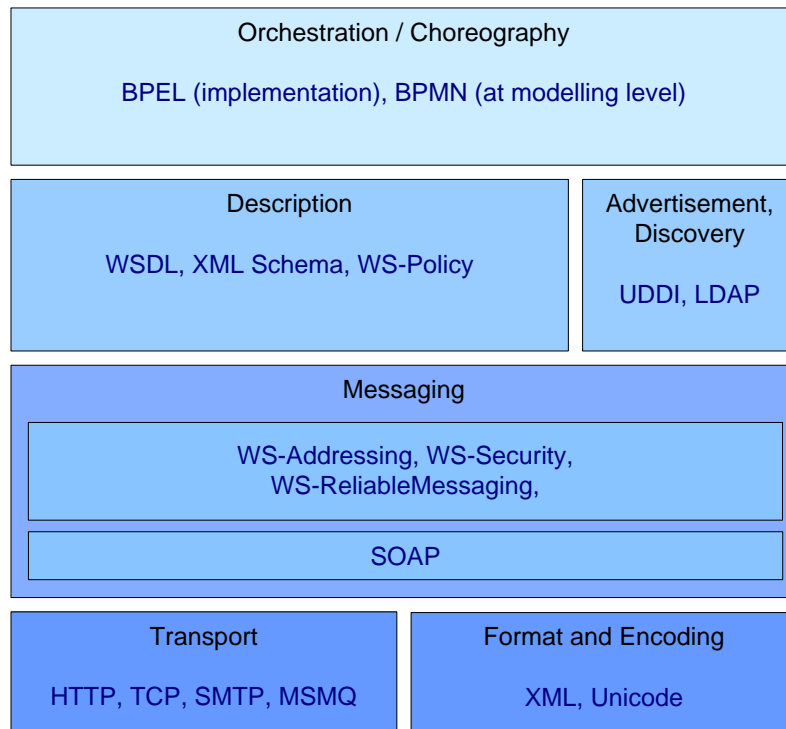 Orchestration / Choreography
BPEL (implementation), BPMN (at modelling level)
Description
WSDL, XML Schema, WS-Policy
Advertisement,
Discovery
UDDI, LDAP
Messaging
WS-Addressing, WS-Security,
WS-ReliableMessaging,
SOAP
Transport
HTTP, TCP, SMTP, MSMQ
Format and Encoding
XML, Unicode